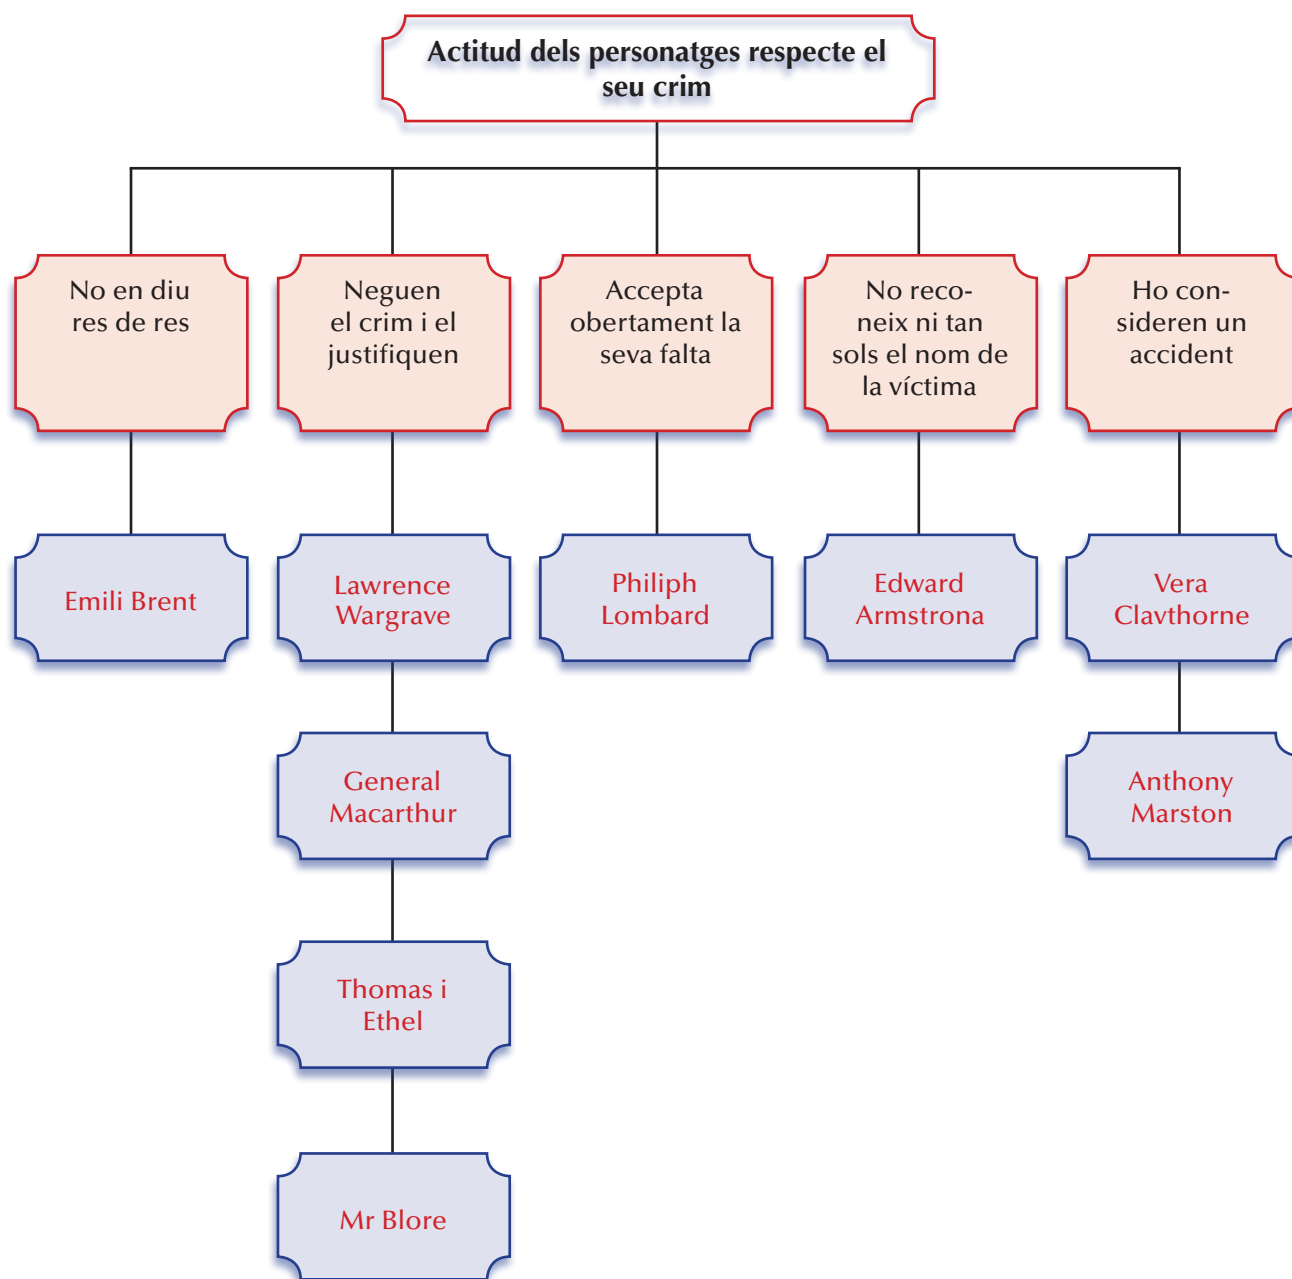 Actitud dels personatges respecte el
seu crim
No en diu
res de res
Neguen
el crim i el
justifiquen
Accepta
obertament la
seva falta
No reco-
neix ni tan
sols el nom de
la víctima
Ho con-
sideren un
accident
Emili Brent
Lawrence
Wargrave
Philiph
Lombard
Edward
Armstrona
Vera
Clavthorne
General
Macarthur
Anthony
Marston
Thomas i
Ethel
Mr Blore